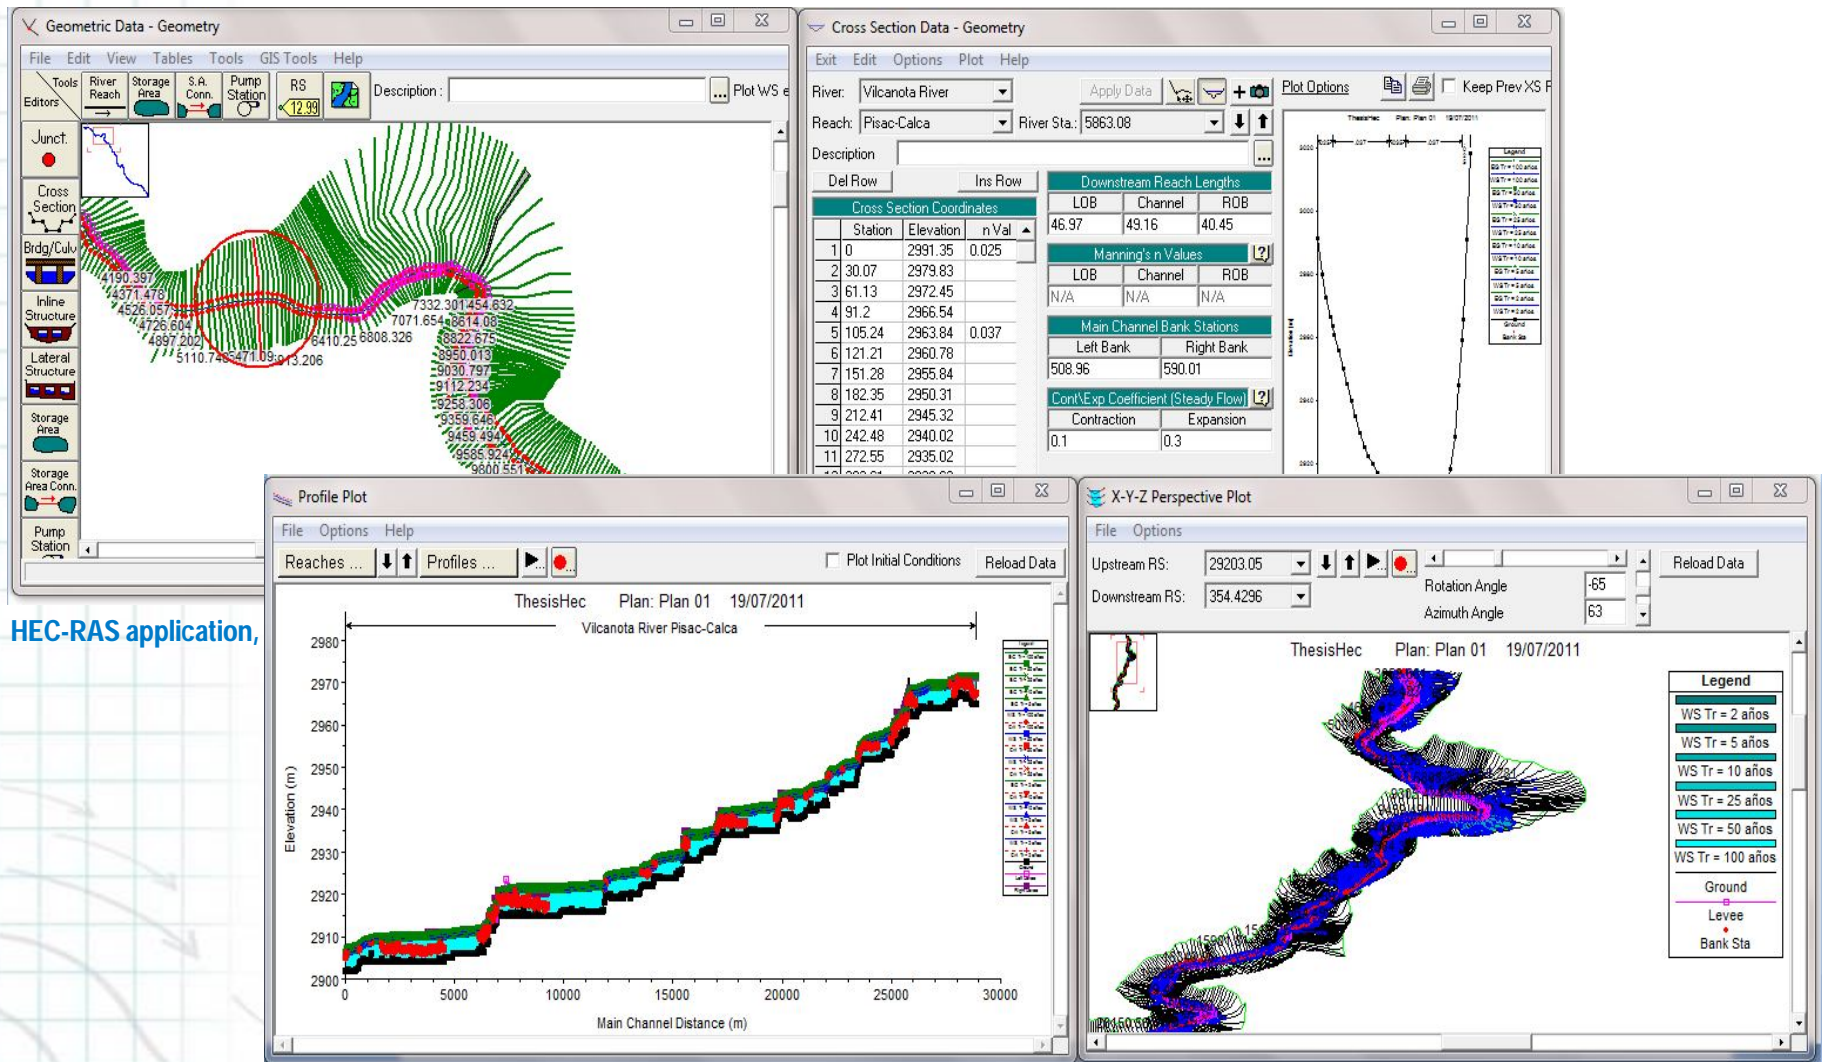 Geometric Data - Geometry
File Edit View Tables Tools GIS Tools Help
Tools
Editors
River Reach
Storage Area
S.A. Conn.
Pump Station
RS
12.99
Description :
...
Plot WS e
Junct.
Cross Section
Brdg/Culv
Inline Structure
Lateral Structure
Storage Area
Storage Area Conn.
Pump Station
4190.397
4371.478
4526.057
4726.604
4897.202
6410.25
6808.326
7071.654
8614.08
8822.675
8950.013
9030.797
9112.234
9258.306
9359.646
9459.494
9585.924
9800.551
Cross Section Data - Geometry
Exit Edit Options Plot Help
River: Vilcanota River
Apply Data
Plot Options
Keep Prev XS P
Reach: Pisac-Calca
River Sta.: 5863.08
Description
...
Del Row
Ins Row
Cross Section Coordinates
Station Elevation n Val
1 0 2991.35 0.025
2 30.07 2979.83
3 61.13 2972.45
4 91.2 2966.54
5 105.24 2963.84 0.037
6 121.21 2960.78
7 151.28 2955.84
8 182.35 2950.31
9 212.41 2945.32
10 242.48 2940.02
11 272.55 2935.02
Downstream Reach Lengths
LOB Channel ROB
46.97 49.16 40.45
Manning's n Values
LOB Channel ROB
N/A N/A N/A
Main Channel Bank Stations
Left Bank Right Bank
508.96 590.01
Cont\Exp Coefficient (Steady Flow)
Contraction Expansion
0.1 0.3
ThesisHec Plan: Plan 01 19/07/2011
Legend
Ground
Bank Sta
Elevation (m)
HEC-RAS application,
Profile Plot
File Options Help
Reaches ...
Profiles ...
Plot Initial Conditions
Reload Data
ThesisHec Plan: Plan 01 19/07/2011
Vilcanota River Pisac-Calca
Elevation (m)
2980
2970
2960
2950
2940
2930
2920
2910
2900
0 5000 10000 15000 20000 25000 30000
Main Channel Distance (m)
X-Y-Z Perspective Plot
File Options
Upstream RS: 29203.05
Downstream RS: 354.4296
Rotation Angle -65
Azimuth Angle 63
Reload Data
ThesisHec Plan: Plan 01 19/07/2011
Legend
WS Tr = 2 años
WS Tr = 5 años
WS Tr = 10 años
WS Tr = 25 años
WS Tr = 50 años
WS Tr = 100 años
Ground
Levee
Bank Sta